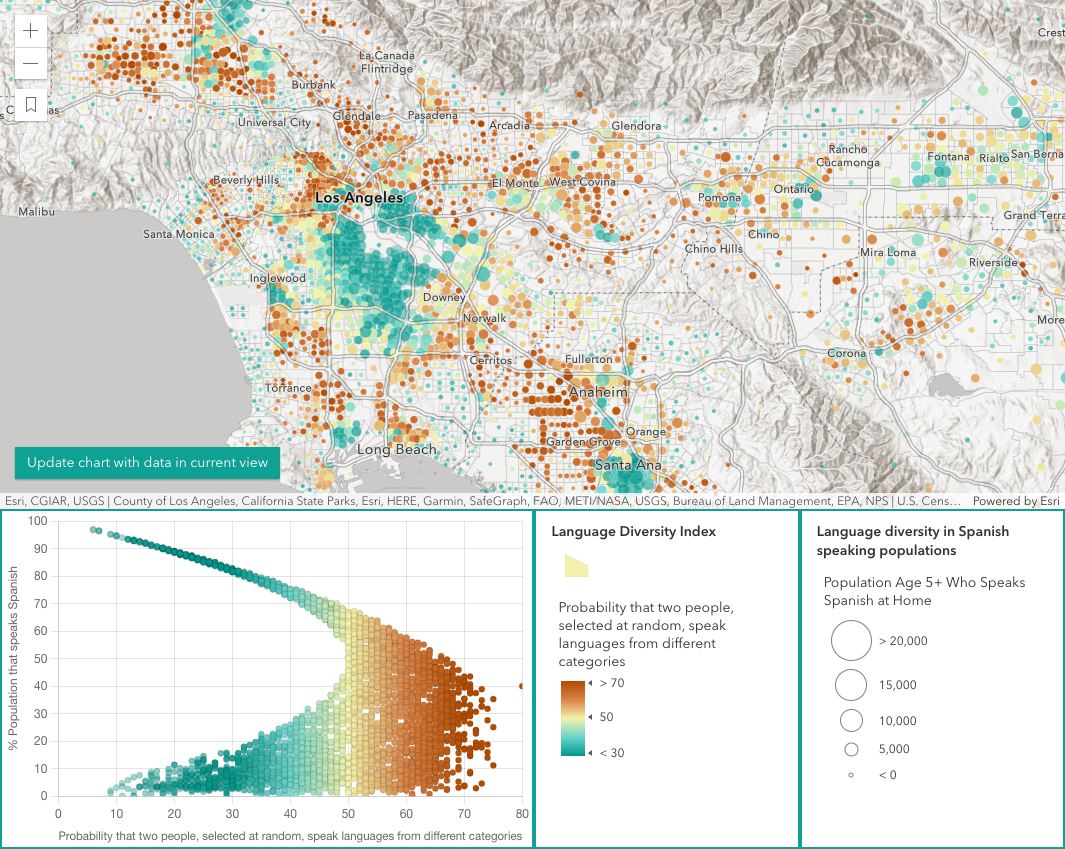 Crest
La Canada
Flintridge
Burbank
Universal City
Glendale
Pasadena
Arcadia
Glendora
Rancho
Cucamonga
Fontana
Rialto
San Berna
Beverly Hills
Los Angeles
El Monte
West Covina
Pomona
Ontario
Malibu
Santa Monica
Chino
Chino Hills
Grand Terra
Mira Loma
Riverside
Inglewood
Downey
Norwalk
More
Cerritos
Fullerton
Corona
Torrance
Anaheim
Long Beach
Garden Grove
Orange
Santa Ana
Update chart with data in current view
Esri, CGIAR, USGS | County of Los Angeles, California State Parks, Esri, HERE, Garmin, SafeGraph, FAO, METI/NASA, USGS, Bureau of Land Management, EPA, NPS | U.S. Cens...
Powered by Esri
% Population that speaks Spanish
100
90
80
70
60
50
40
30
20
10
0
0 10 20 30 40 50 60 70 80
Probability that two people, selected at random, speak languages from different categories
Language Diversity Index
Probability that two people,
selected at random, speak
languages from different
categories
> 70
50
< 30
Language diversity in Spanish
speaking populations
Population Age 5+ Who Speaks
Spanish at Home
> 20,000
15,000
10,000
5,000
< 0